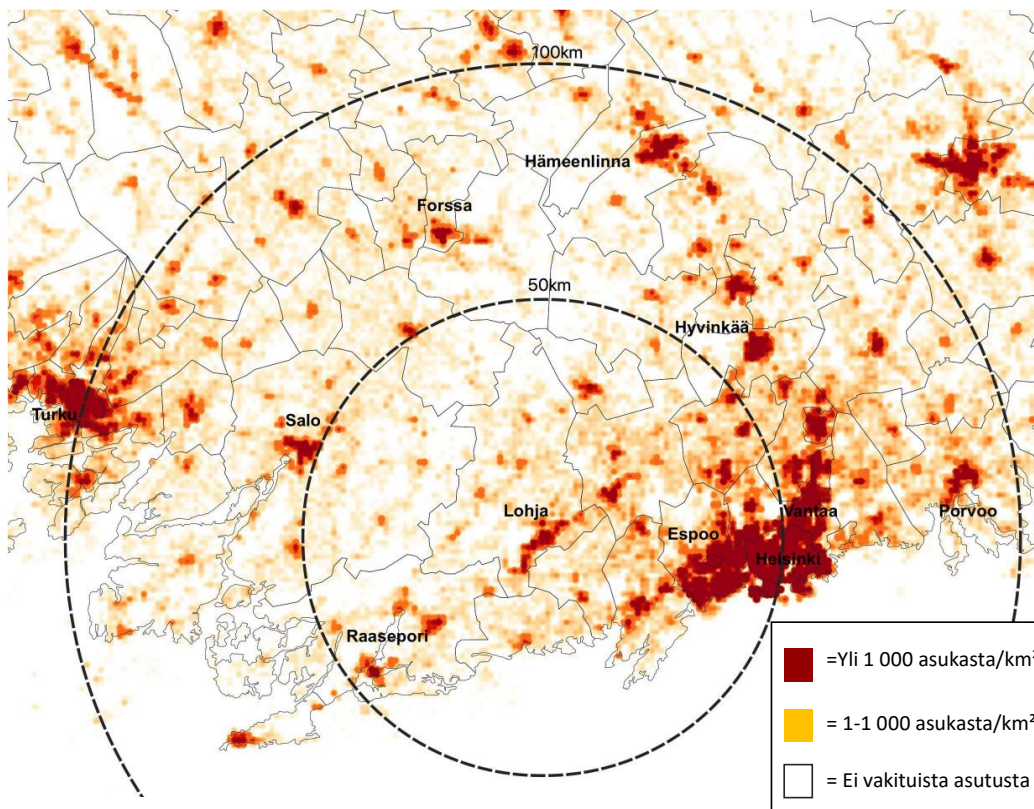 100km
Hämeenlinna
Forssa
50km
Hyvinkää
Turku
Salo
Lohja
Espoo
Vantaa
Porvoo
Helsinki
Raasepori
=Yli 1 000 asukasta/km²
= 1-1 000 asukasta/km²
= Ei vakituista asutusta